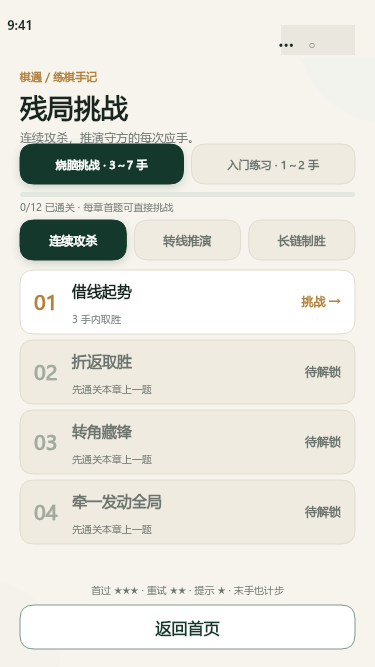 9:41
棋遇 / 练棋手记
残局挑战
连续攻杀，推演守方的每次应手。
烧脑挑战 · 3 ~ 7 手
入门练习 · 1 ~ 2 手
0/12 已通关 · 每章首题可直接挑战
连续攻杀
转线推演
长链制胜
01
借线起势
3 手内取胜
挑战 →
02
折返取胜
先通关本章上一题
待解锁
03
转角藏锋
先通关本章上一题
待解锁
04
牵一发动全局
先通关本章上一题
待解锁
首过 ★★★ · 重试 ★★ · 提示 ★ · 末手也计步
返回首页